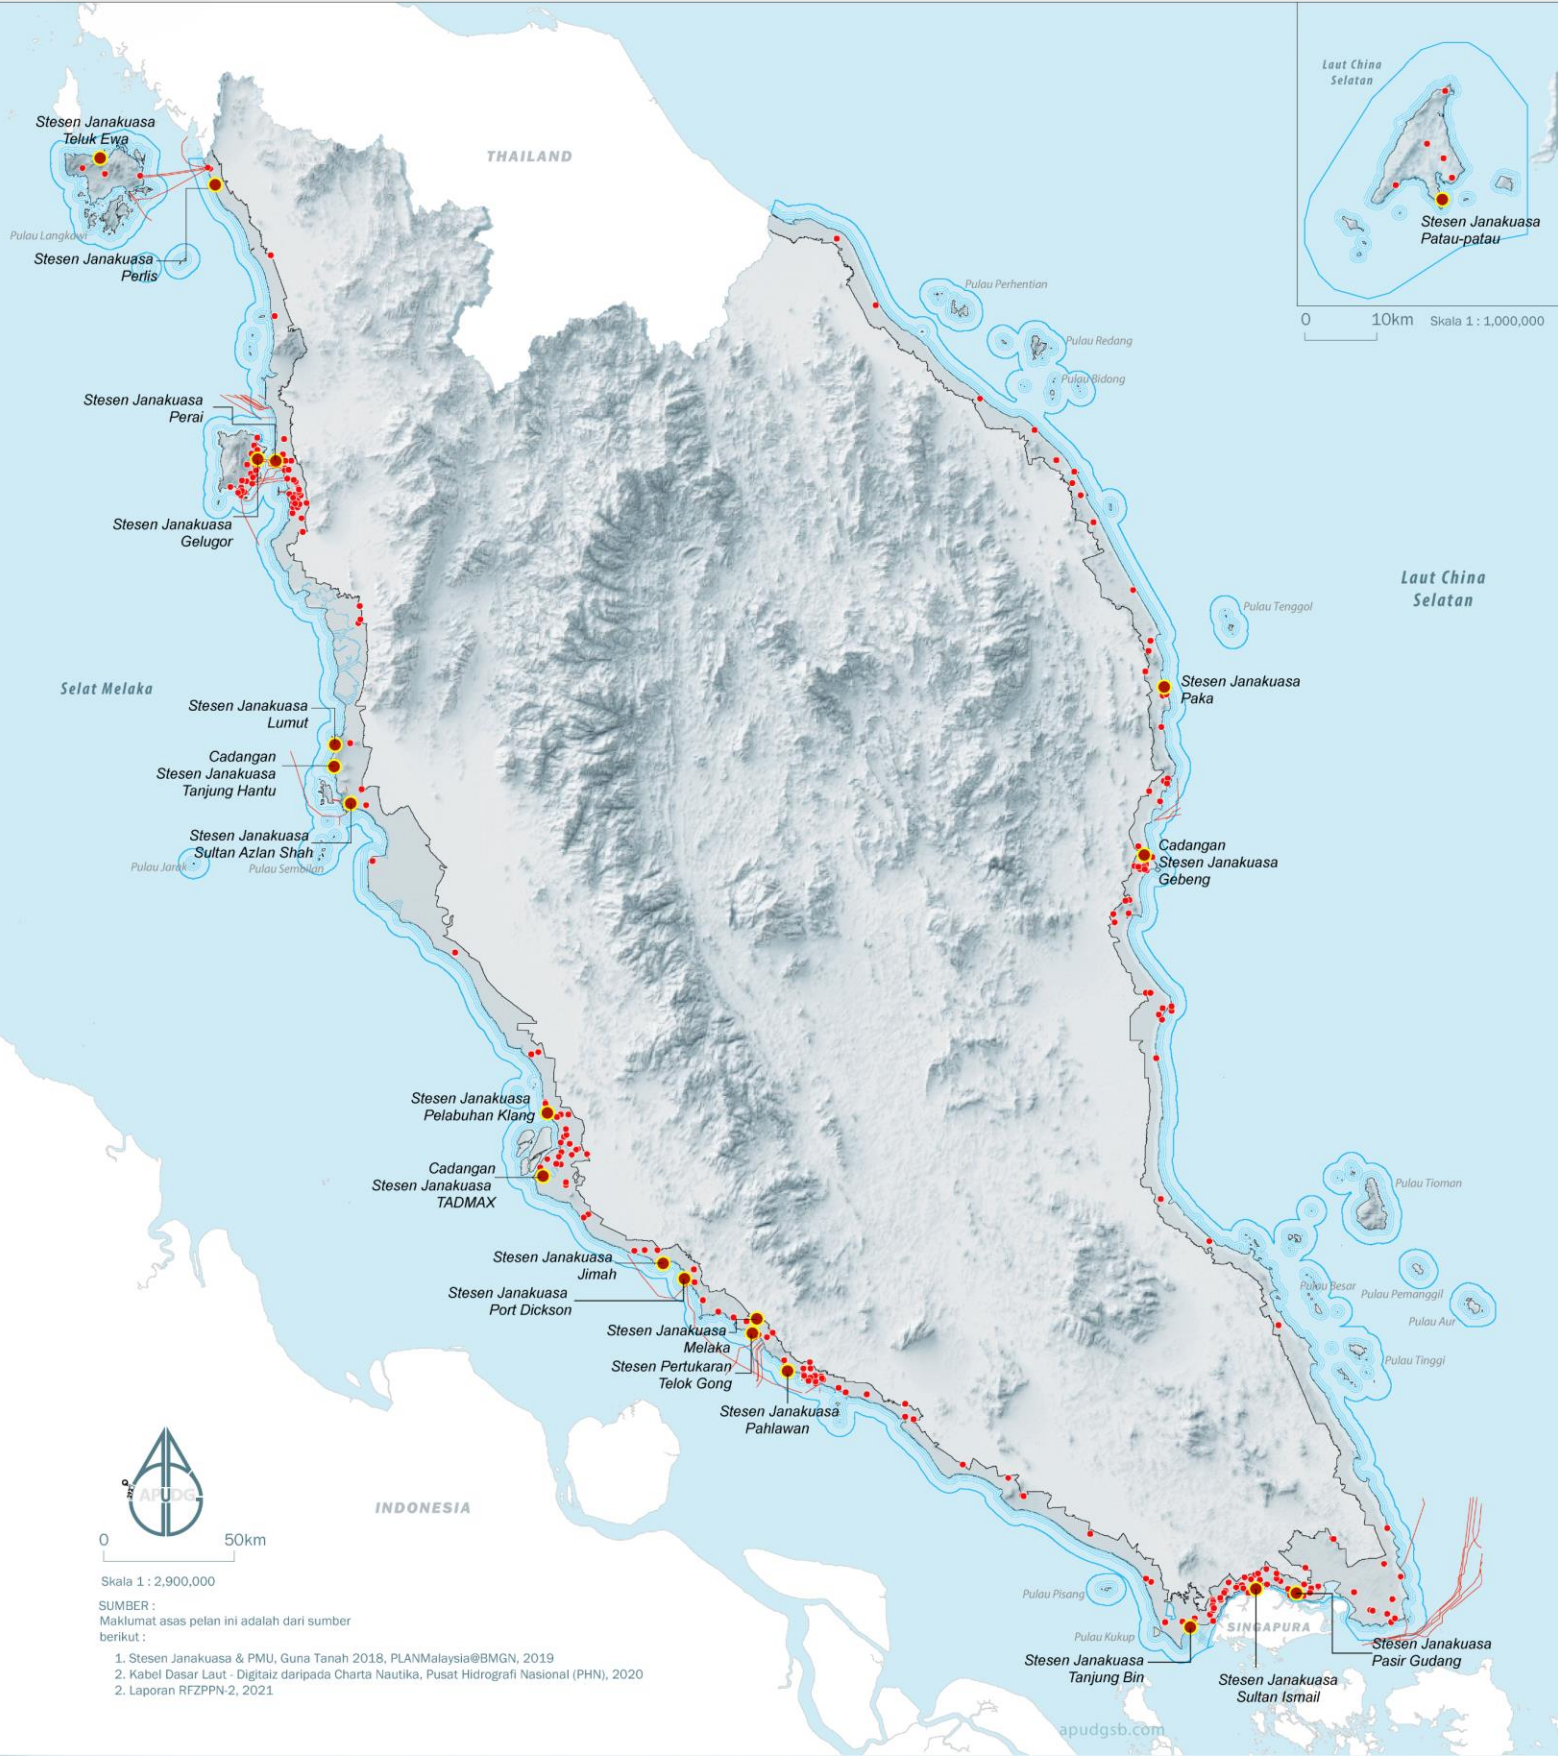 Laut China
Selatan
Stesen Janakuasa
Teluk Ewa
THAILAND
Stesen Janakuasa
Patau-patau
Pulau Langkawi
Stesen Janakuasa
Perlis
Pulau Perhentian
0 10km Skala 1 : 1,000,000
Pulau Redang
Pulau Bidong
Stesen Janakuasa
Perai
Stesen Janakuasa
Gelugor
Laut China
Selatan
Pulau Tenggol
Selat Melaka
Stesen Janakuasa
Paka
Stesen Janakuasa
Lumut
Cadangan
Stesen Janakuasa
Tanjung Hantu
Stesen Janakuasa
Sultan Azlan Shah
Pulau Jarak
Pulau Sembilan
Cadangan
Stesen Janakuasa
Gebeng
Stesen Janakuasa
Pelabuhan Klang
Cadangan
Stesen Janakuasa
TADMAX
Pulau Tioman
Stesen Janakuasa
Jimah
Stesen Janakuasa
Port Dickson
Pulau Besar
Pulau Pemanggil
Pulau Aur
Stesen Janakuasa
Melaka
Stesen Pertukaran
Telok Gong
Pulau Tinggi
Stesen Janakuasa
Pahlawan
APUDG
INDONESIA
0 50km
Skala 1 : 2,900,000
SUMBER :
Maklumat asas pelan ini adalah dari sumber
berikut :
1. Stesen Janakuasa & PMU, Guna Tanah 2018, PLANMalaysia@BMGN, 2019
2. Kabel Dasar Laut - Digitaiz daripada Charta Nautika, Pusat Hidrografi Nasional (PHN), 2020
2. Laporan RFZPPN-2, 2021
Pulau Pisang
Pulau Kukup
SINGAPURA
Stesen Janakuasa
Tanjung Bin
Stesen Janakuasa
Sultan Ismail
Stesen Janakuasa
Pasir Gudang
apudgsb.com